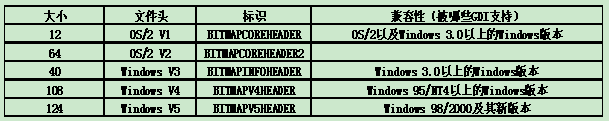 大小 文件头 标识 兼容性（被哪些GDI支持）
12 OS/2 V1 BITMAPCOREHEADER OS/2以及Windows 3.0以上的Windows版本
64 OS/2 V2 BITMAPCOREHEADER2
40 Windows V3 BITMAPINFOHEADER Windows 3.0以上的Windows版本
108 Windows V4 BITMAPV4HEADER Windows 95/NT4以上的Windows版本
124 Windows V5 BITMAPV5HEADER Windows 98/2000及其新版本